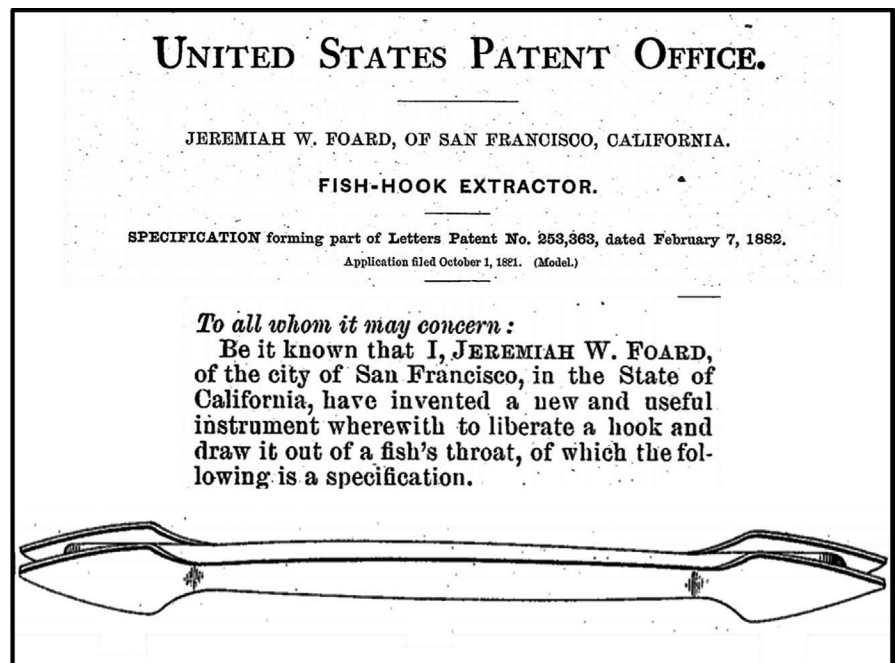 UNITED STATES PATENT OFFICE.
JEREMIAH W. FOARD, OF SAN FRANCISCO, CALIFORNIA.
FISH-HOOK EXTRACTOR.
SPECIFICATION forming part of Letters Patent No. 253,363, dated February 7, 1882.
Application filed October 1, 1881. (Model.)
To all whom it may concern:
Be it known that I, JEREMIAH W. FOARD,
of the city of San Francisco, in the State of
California, have invented a new and useful
instrument wherewith to liberate a hook and
draw it out of a fish's throat, of which the fol-
lowing is a specification.